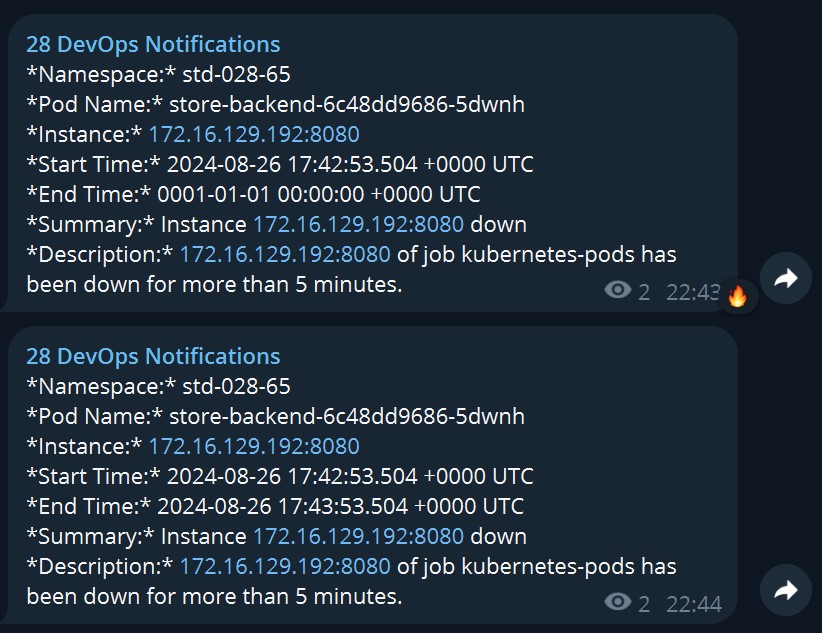 28 DevOps Notifications
*Namespace:* std-028-65
*Pod Name:* store-backend-6c48dd9686-5dwnh
*Instance:* 172.16.129.192:8080
*Start Time:* 2024-08-26 17:42:53.504 +0000 UTC
*End Time:* 0001-01-01 00:00:00 +0000 UTC
*Summary:* Instance 172.16.129.192:8080 down
*Description:* 172.16.129.192:8080 of job kubernetes-pods has
been down for more than 5 minutes.
2 22:43
28 DevOps Notifications
*Namespace:* std-028-65
*Pod Name:* store-backend-6c48dd9686-5dwnh
*Instance:* 172.16.129.192:8080
*Start Time:* 2024-08-26 17:42:53.504 +0000 UTC
*End Time:* 2024-08-26 17:43:53.504 +0000 UTC
*Summary:* Instance 172.16.129.192:8080 down
*Description:* 172.16.129.192:8080 of job kubernetes-pods has
been down for more than 5 minutes.
2 22:44